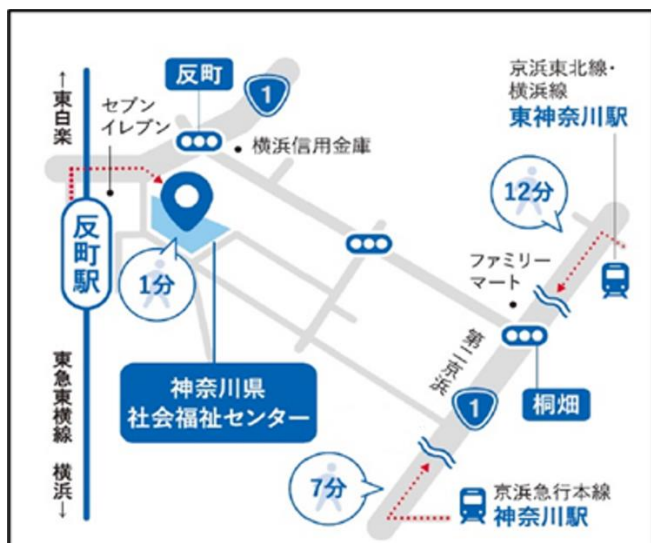 ↑東白楽
セブン
イレブン
反町
1
横浜信用金庫
京浜東北線・
横浜線
東神奈川駅
12分
反町駅
1分
ファミリー
マート
第二京浜
桐畑
1
神奈川県
社会福祉センター
東急東横線 横浜↓
7分
京浜急行本線
神奈川駅